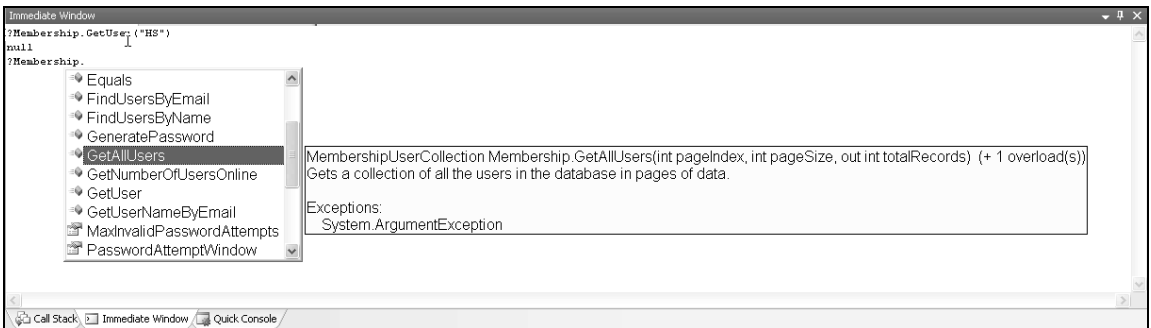 Immediate Window
?Membership.GetUser("HS")
null
?Membership.
Equals
FindUsersByEmail
FindUsersByName
GeneratePassword
GetAllUsers
GetNumberOfUsersOnline
GetUser
GetUserNameByEmail
MaxInvalidPasswordAttempts
PasswordAttemptWindow
MembershipUserCollection Membership.GetAllUsers(int pageIndex, int pageSize, out int totalRecords) (+ 1 overload(s))
Gets a collection of all the users in the database in pages of data.
Exceptions:
System.ArgumentException
Call Stack Immediate Window Quick Console